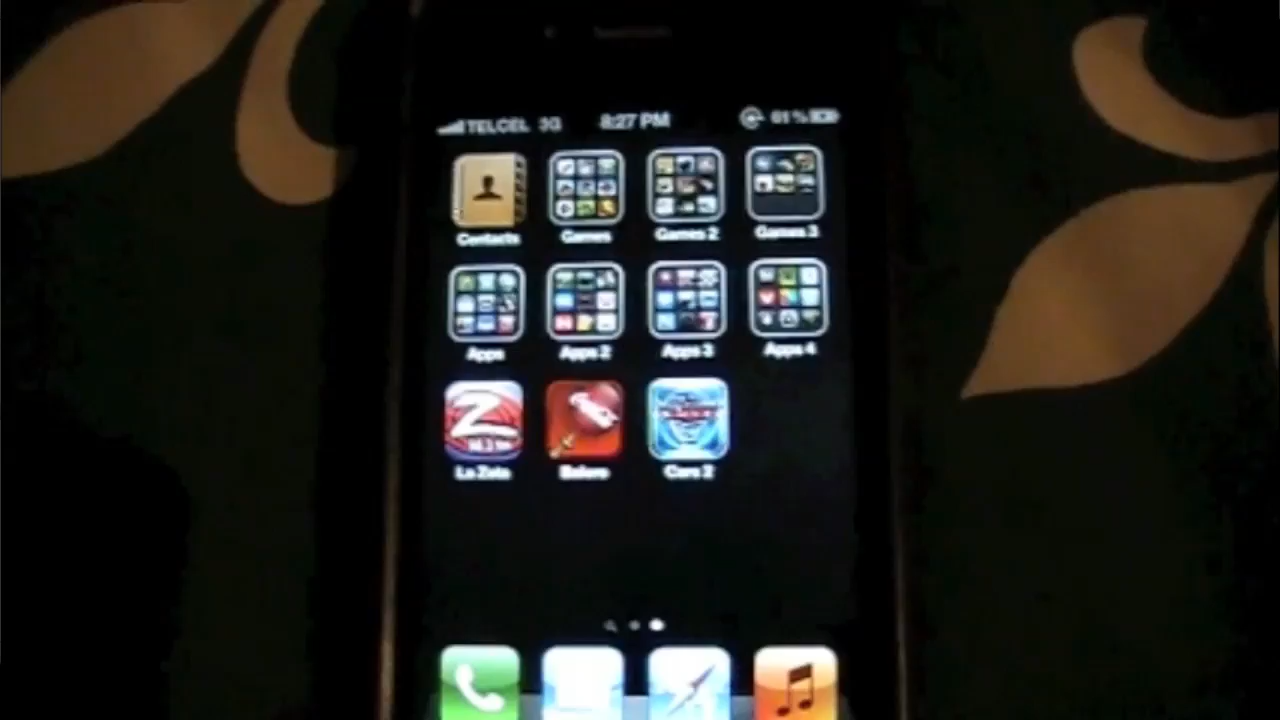 TELCEL 3G 8:27 PM 61%
Contacts Games Games 2 Games 3
Apps Apps 2 Apps 3 Apps 4
Z
La Zeta Balero Cars 2